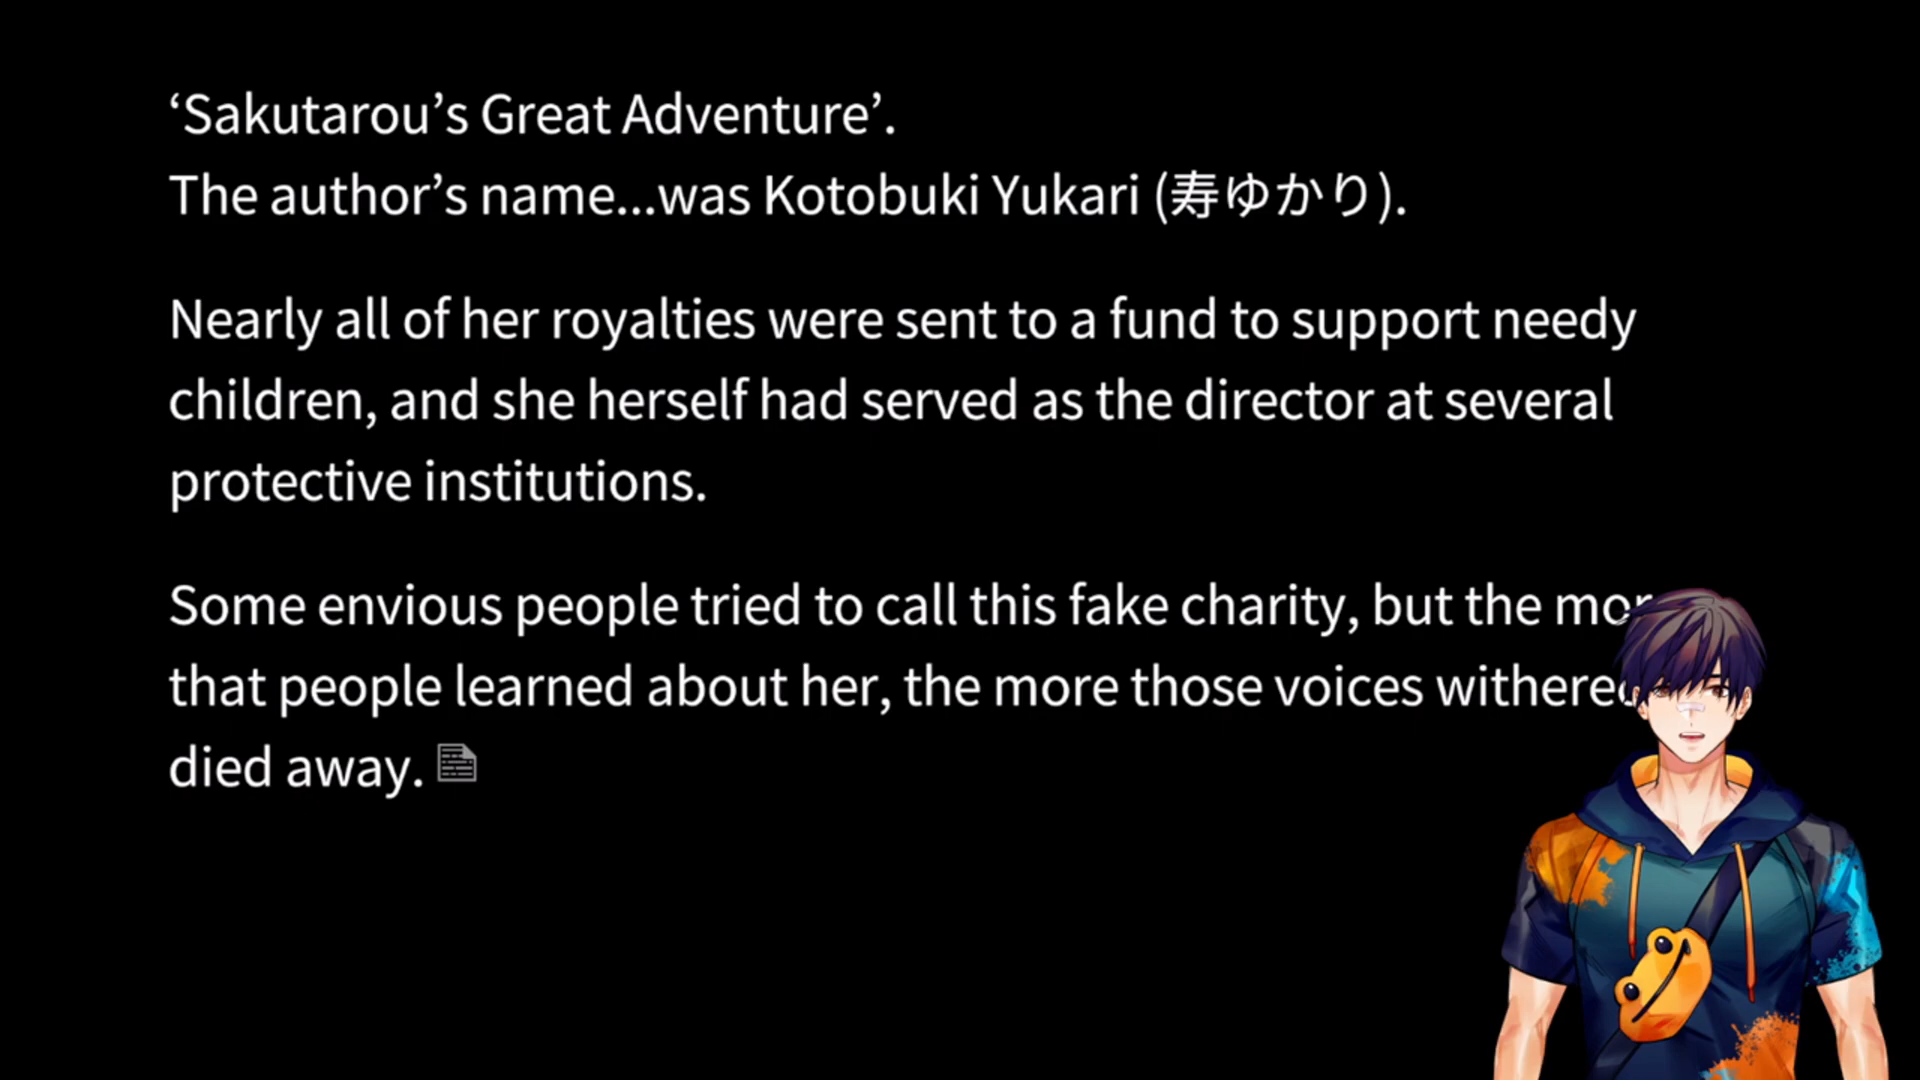 ‘Sakutarou’s Great Adventure’.
The author’s name...was Kotobuki Yukari (寿ゆかり).
Nearly all of her royalties were sent to a fund to support needy
children, and she herself had served as the director at several
protective institutions.
Some envious people tried to call this fake charity, but the
that people learned about her, the more those voices withered
died away.